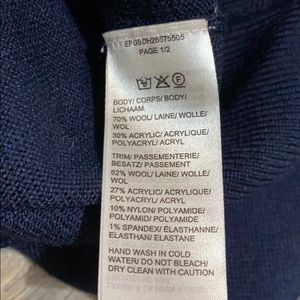 PAGE 1/2
BODY/ CORPS/ BODY/
LICHAAM
70% WOOL/ LAINE/ WOLLE/
WOL
30% ACRYLIC/ ACRYLIQUE/
POLYACRYL/ ACRYL
TRIM/ PASSEMENTERIE/
BESATZ/ PASSEMENT
62% WOOL/ LAINE/ WOLLE/
WOL
27% ACRYLIC/ ACRYLIQUE/
POLYACRYL/ ACRYL
10% NYLON/ POLYAMIDE/
POLYAMID/ POLYAMIDE
1% SPANDEX/ ÉLASTHANNE/
ELASTHAN/ ELASTANE
HAND WASH IN COLD
WATER/ DO NOT BLEACH/
DRY CLEAN WITH CAUTION